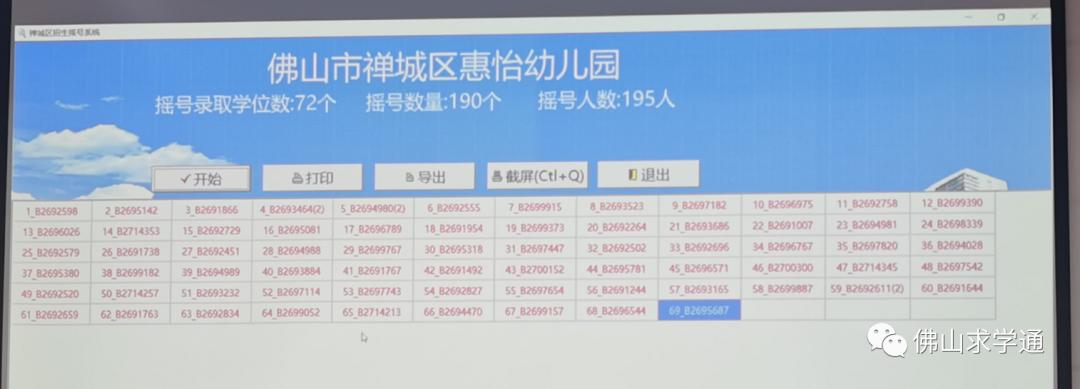 禅城区招生摇号系统
佛山市禅城区惠怡幼儿园
摇号录取学位数:72个 摇号数量:190个 摇号人数:195人
开始 打印 导出 截屏(Ctl+Q) 退出
1_B2692598 2_B2695142 3_B2691866 4_B2693464(2) 5_B2694980(2) 6_B2692555 7_B2699915 8_B2693523 9_B2697182 10_B2696975 11_B2692758 12_B2699390
13_B2696026 14_B2714353 15_B2692729 16_B2695081 17_B2696789 18_B2691954 19_B2699373 20_B2692264 21_B2693686 22_B2691007 23_B2694981 24_B2698339
25_B2692579 26_B2691738 27_B2692451 28_B2694988 29_B2699767 30_B2695318 31_B2697447 32_B2692502 33_B2692696 34_B2696767 35_B2697820 36_B2694028
37_B2695380 38_B2699182 39_B2694989 40_B2693884 41_B2691767 42_B2691492 43_B2700152 44_B2695781 45_B2696571 46_B2700300 47_B2714345 48_B2697542
49_B2692520 50_B2714257 51_B2693232 52_B2697114 53_B2697743 54_B2692827 55_B2697654 56_B2691244 57_B2693165 58_B2699887 59_B2692611(2) 60_B2691644
61_B2692659 62_B2691763 63_B2692834 64_B2699052 65_B2714213 66_B2694470 67_B2699157 68_B2696544 69_B2695687
佛山求学通